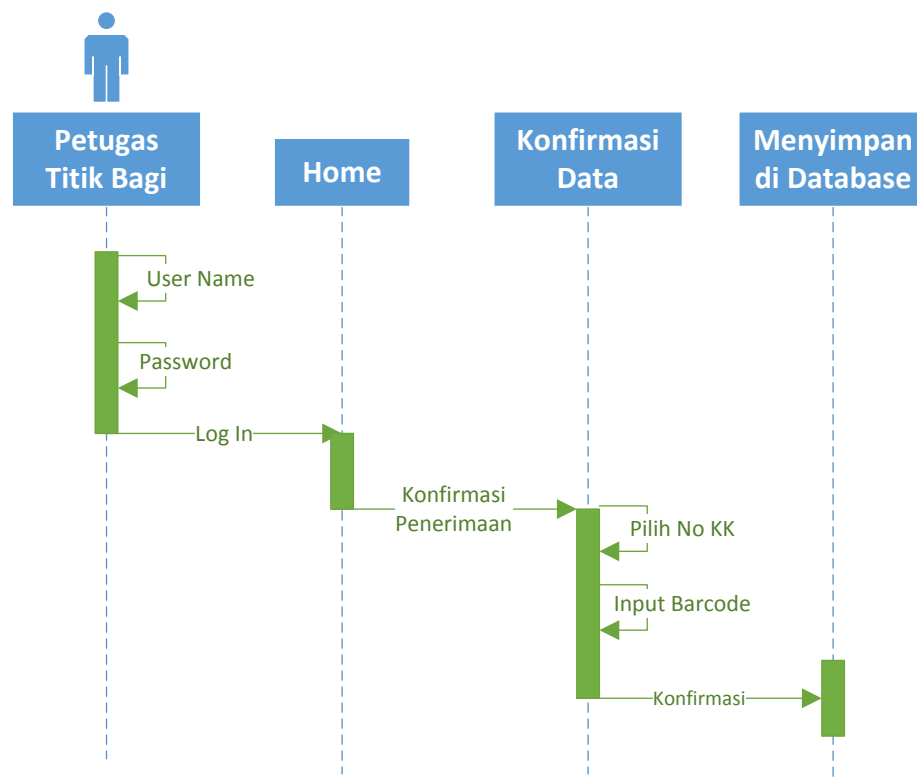 Petugas
Titik Bagi
Home
Konfirmasi
Data
Menyimpan
di Database
User Name
Password
Log In
Konfirmasi
Penerimaan
Pilih No KK
Input Barcode
Konfirmasi